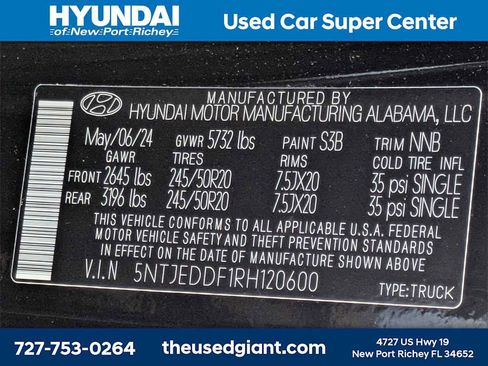 HYUNDAI
of New Port Richey
Used Car Super Center
MANUFACTURED BY
HYUNDAI MOTOR MANUFACTURING ALABAMA, LLC
May/06/24 GVWR 5732 lbs PAINT S3B TRIM NNB
GAWR TIRES RIMS COLD TIRE INFL
FRONT 2645 lbs 245/50R20 7.5JX20 35 psi SINGLE
REAR 3196 lbs 245/50R20 7.5JX20 35 psi SINGLE
THIS VEHICLE CONFORMS TO ALL APPLICABLE U.S.A. FEDERAL
MOTOR VEHICLE SAFETY AND THEFT PREVENTION STANDARDS
IN EFFECT ON THE DATE OF MANUFACTURE SHOWN ABOVE.
V.I.N 5NTJEDDF1RH120600
TYPE:TRUCK
727-753-0264
theusedgiant.com
4727 US Hwy 19
New Port Richey FL 34652